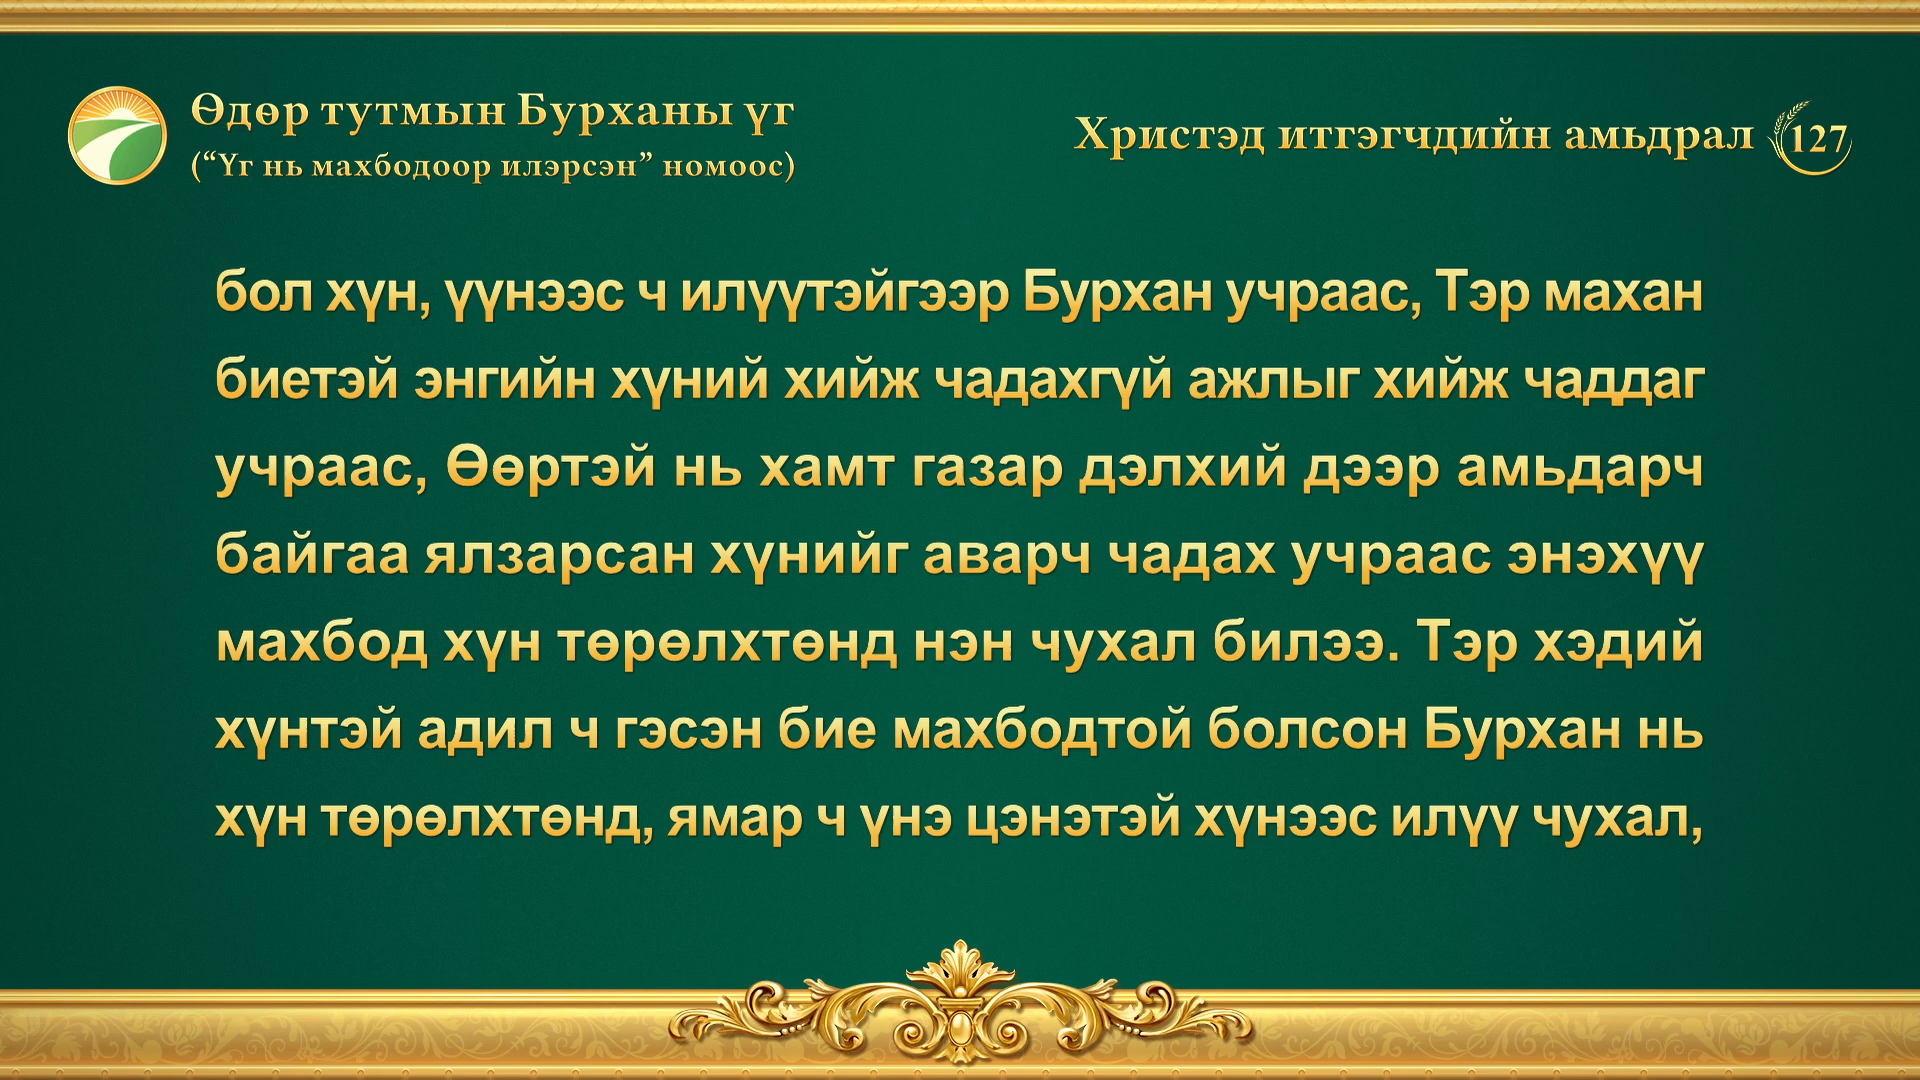 Өдөр тутмын Бурханы үг
(“Үг нь махбодоор илэрсэн” номоос)
Христэд итгэгчдийн амьдрал 127
бол хүн, үүнээс ч илүүтэйгээр Бурхан учраас, Тэр махан
биетэй энгийн хүний хийж чадахгүй ажлыг хийж чаддаг
учраас, Өөртэй нь хамт газар дэлхий дээр амьдарч
байгаа ялзарсан хүнийг аварч чадах учраас энэхүү
махбод хүн төрөлхтөнд нэн чухал билээ. Тэр хэдий
хүнтэй адил ч гэсэн бие махбодтой болсон Бурхан нь
хүн төрөлхтөнд, ямар ч үнэ цэнэтэй хүнээс илүү чухал,